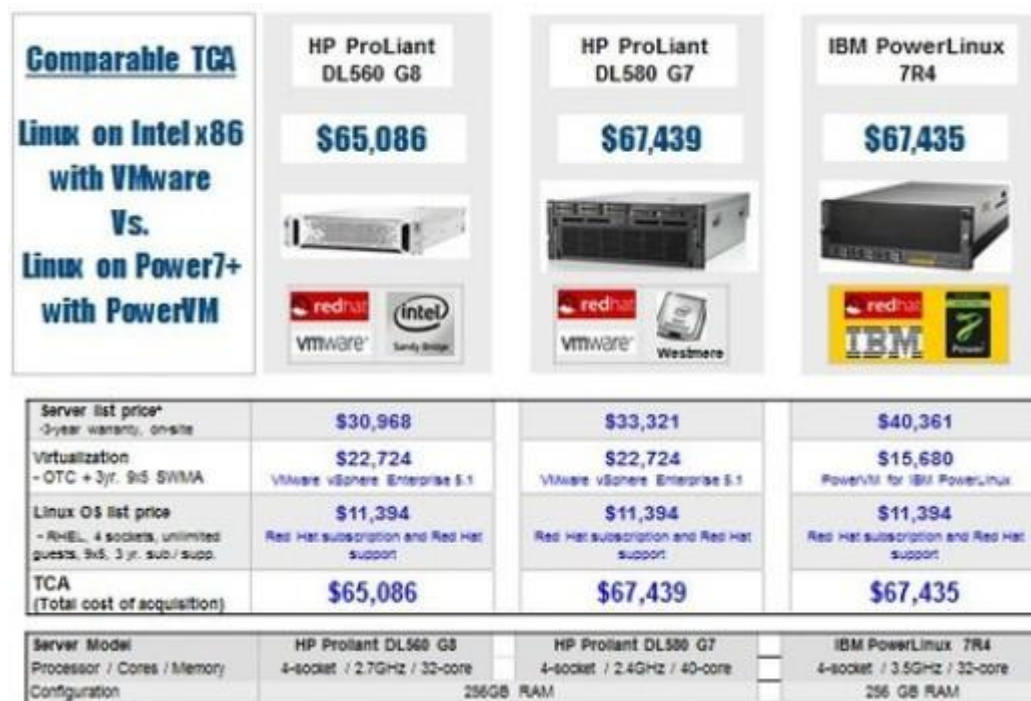 Comparable TCA
Linux on Intel x86
with VMware
Vs.
Linux on Power7+
with PowerVM
HP ProLiant
DL560 G8
$65,086
redhat
vmware
intel
Sandy Bridge
HP ProLiant
DL580 G7
$67,439
redhat
vmware
Westmere
IBM PowerLinux
7R4
$67,435
redhat
IBM
7
Power
Server list price*
-3-year warranty, on-site
$30,968
$33,321
$40,361
Virtualization
- OTC + 3yr. 9x5 SWMA
$22,724
VMware vSphere Enterprise 5.1
$22,724
VMware vSphere Enterprise 5.1
$15,680
PowerVM for IBM PowerLinux
Linux OS list price
- RHEL, 4 sockets, unlimited
guests, 9x5, 3 yr. sub./ supp.
$11,394
Red Hat subscription and Red Hat
support
$11,394
Red Hat subscription and Red Hat
support
$11,394
Red Hat subscription and Red Hat
support
TCA
(Total cost of acquisition)
$65,086
$67,439
$67,435
Server Model
HP Proliant DL560 G8
HP Proliant DL580 G7
IBM PowerLinux 7R4
Processor / Cores / Memory
4-socket / 2.7GHz / 32-core
4-socket / 2.4GHz / 40-core
4-socket / 3.5GHz / 32-core
Configuration
256GB RAM
256 GB RAM